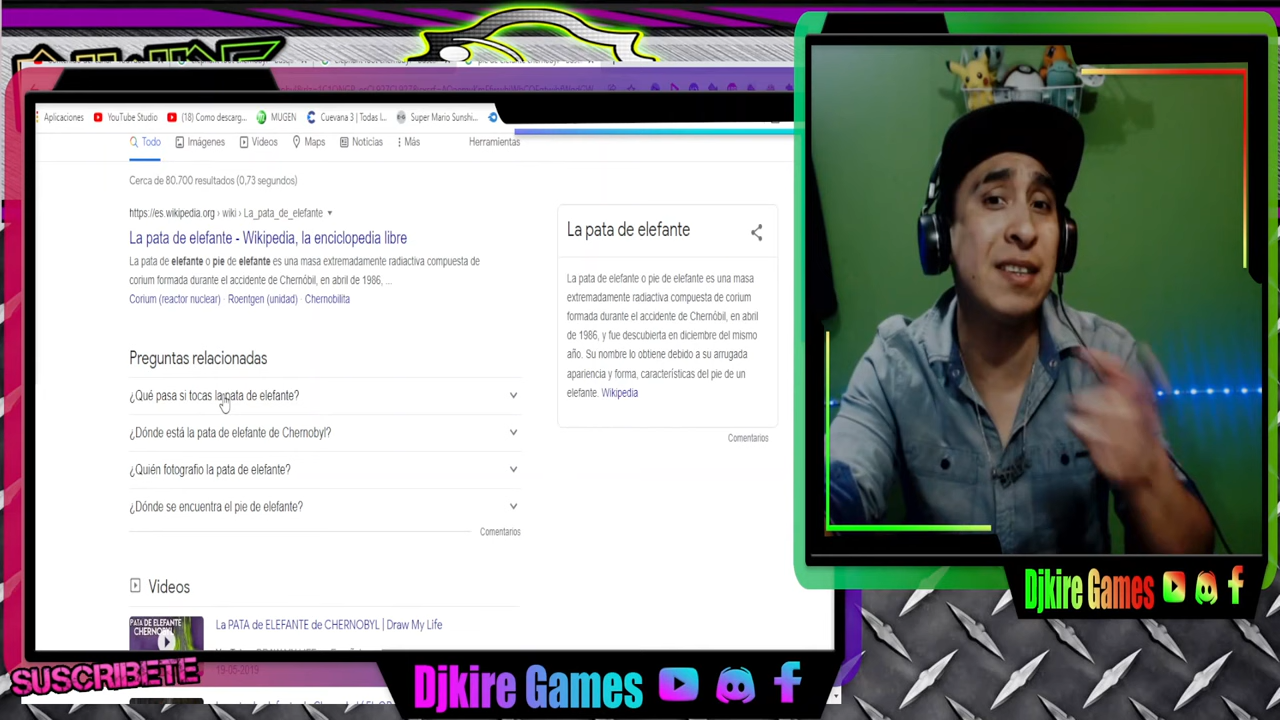 Aplicaciones
YouTube Studio
(18) Como descarg...
MUGEN
Cuevana 3 | Todas l...
Super Mario Sunshi...
Todo
Imágenes
Vídeos
Maps
Noticias
Más
Herramientas
Cerca de 80.700 resultados (0,73 segundos)
https://es.wikipedia.org › wiki › La_pata_de_elefante
La pata de elefante - Wikipedia, la enciclopedia libre
La pata de elefante o pie de elefante es una masa extremadamente radiactiva compuesta de
corium formada durante el accidente de Chernóbil, en abril de 1986, ...
Corium (reactor nuclear) · Roentgen (unidad) · Chernobilita
Preguntas relacionadas
¿Qué pasa si tocas la pata de elefante?
¿Dónde está la pata de elefante de Chernobyl?
¿Quién fotografio la pata de elefante?
¿Dónde se encuentra el pie de elefante?
Comentarios
Videos
PATA DE ELEFANTE
CHERNOBYL
La PATA de ELEFANTE de CHERNOBYL | Draw My Life
19-05-2019
La pata de elefante
La pata de elefante o pie de elefante es una masa
extremadamente radiactiva compuesta de corium
formada durante el accidente de Chernóbil, en abril
de 1986, y fue descubierta en diciembre del mismo
año. Su nombre lo obtiene debido a su arrugada
apariencia y forma, características del pie de un
elefante. Wikipedia
Comentarios
Djkire Games
SUSCRIBETE
Djkire Games